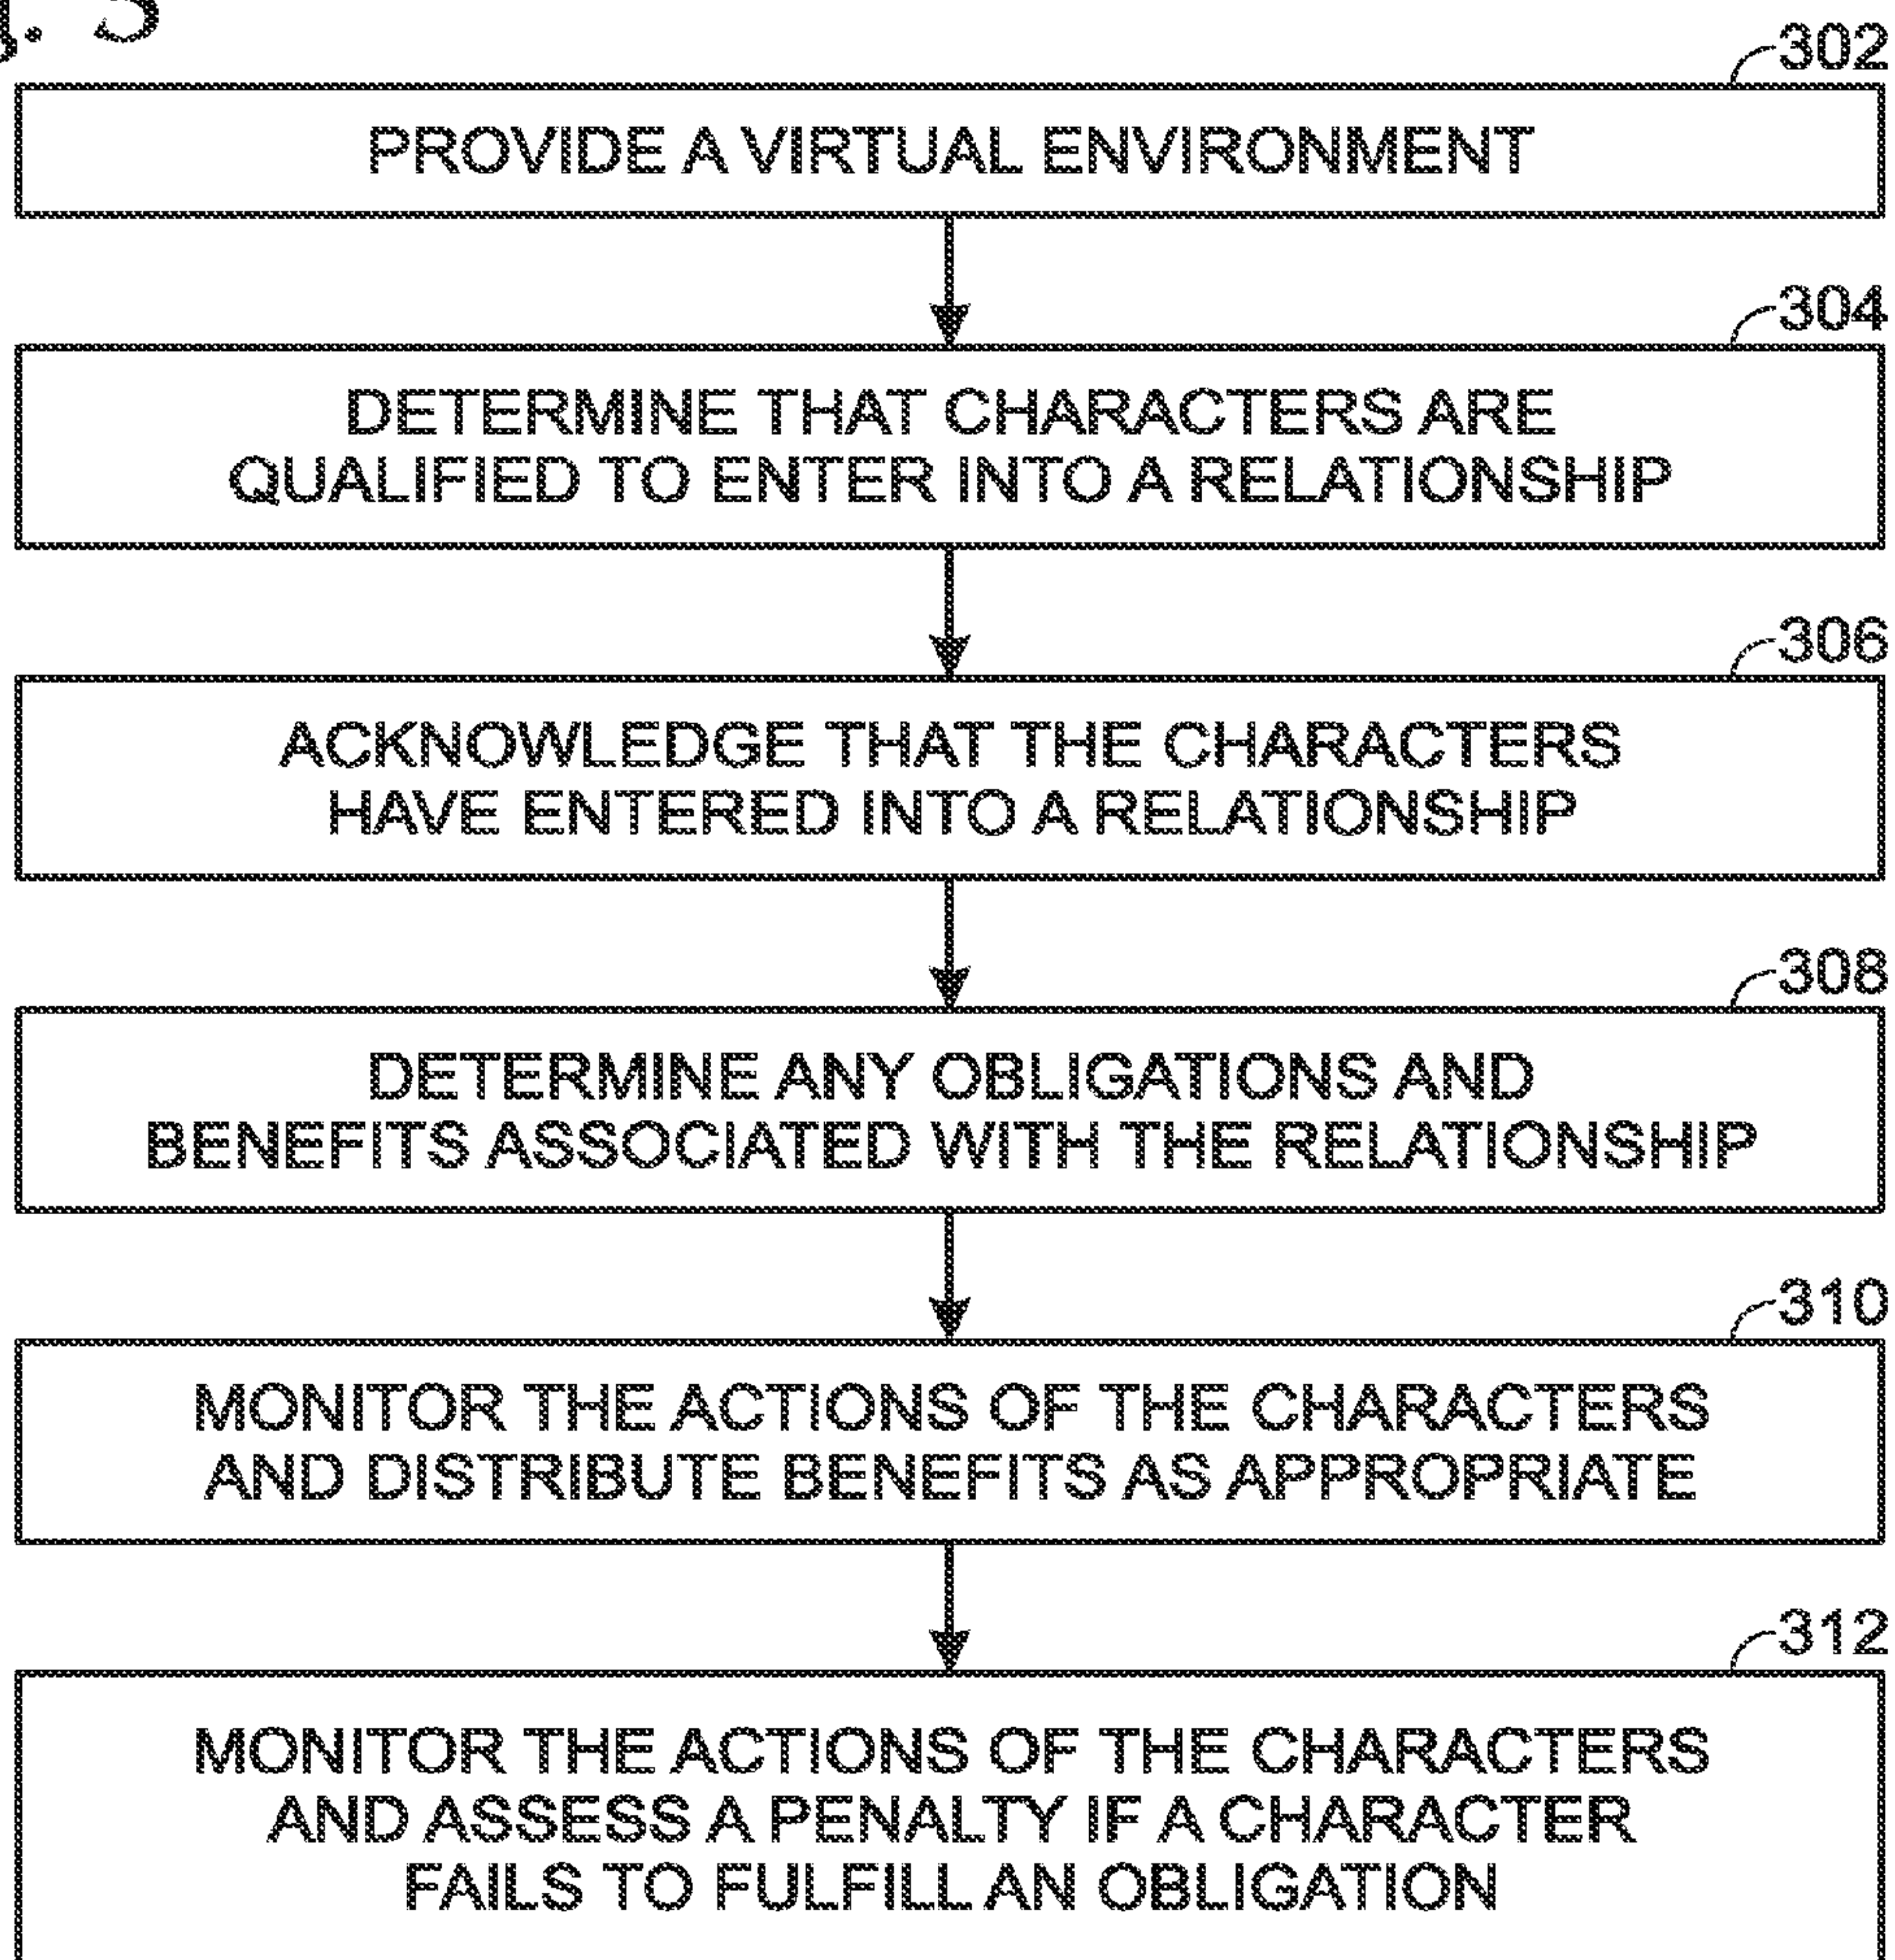 . 3
302
PROVIDE A VIRTUAL ENVIRONMENT
304
DETERMINE THAT CHARACTERS ARE
QUALIFIED TO ENTER INTO A RELATIONSHIP
306
ACKNOWLEDGE THAT THE CHARACTERS
HAVE ENTERED INTO A RELATIONSHIP
308
DETERMINE ANY OBLIGATIONS AND
BENEFITS ASSOCIATED WITH THE RELATIONSHIP
310
MONITOR THE ACTIONS OF THE CHARACTERS
AND DISTRIBUTE BENEFITS AS APPROPRIATE
312
MONITOR THE ACTIONS OF THE CHARACTERS
AND ASSESS A PENALTY IF A CHARACTER
FAILS TO FULFILL AN OBLIGATION